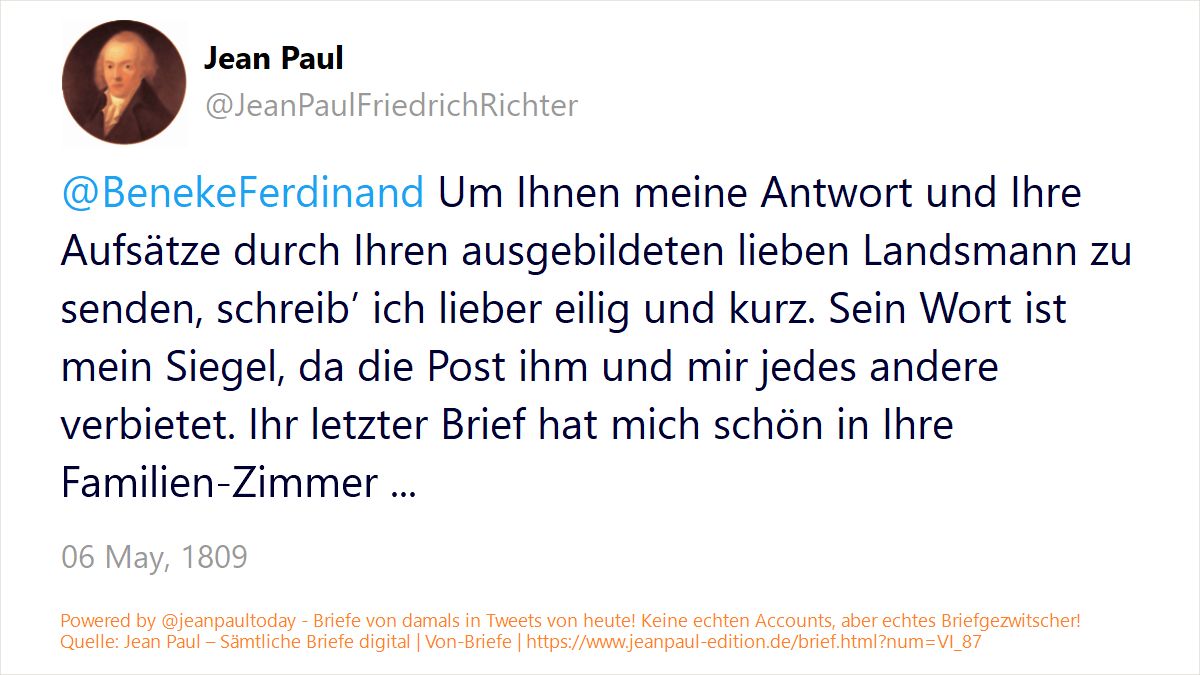 Jean Paul
@JeanPaulFriedrichRichter
@BenekeFerdinand Um Ihnen meine Antwort und Ihre
Aufsätze durch Ihren ausgebildeten lieben Landsmann zu
senden, schreib’ ich lieber eilig und kurz. Sein Wort ist
mein Siegel, da die Post ihm und mir jedes andere
verbietet. Ihr letzter Brief hat mich schön in Ihre
Familien-Zimmer ...
06 May, 1809
Powered by @jeanpaultoday - Briefe von damals in Tweets von heute! Keine echten Accounts, aber echtes Briefgezwitscher!
Quelle: Jean Paul – Sämtliche Briefe digital | Von-Briefe | https://www.jeanpaul-edition.de/brief.html?num=VI_87